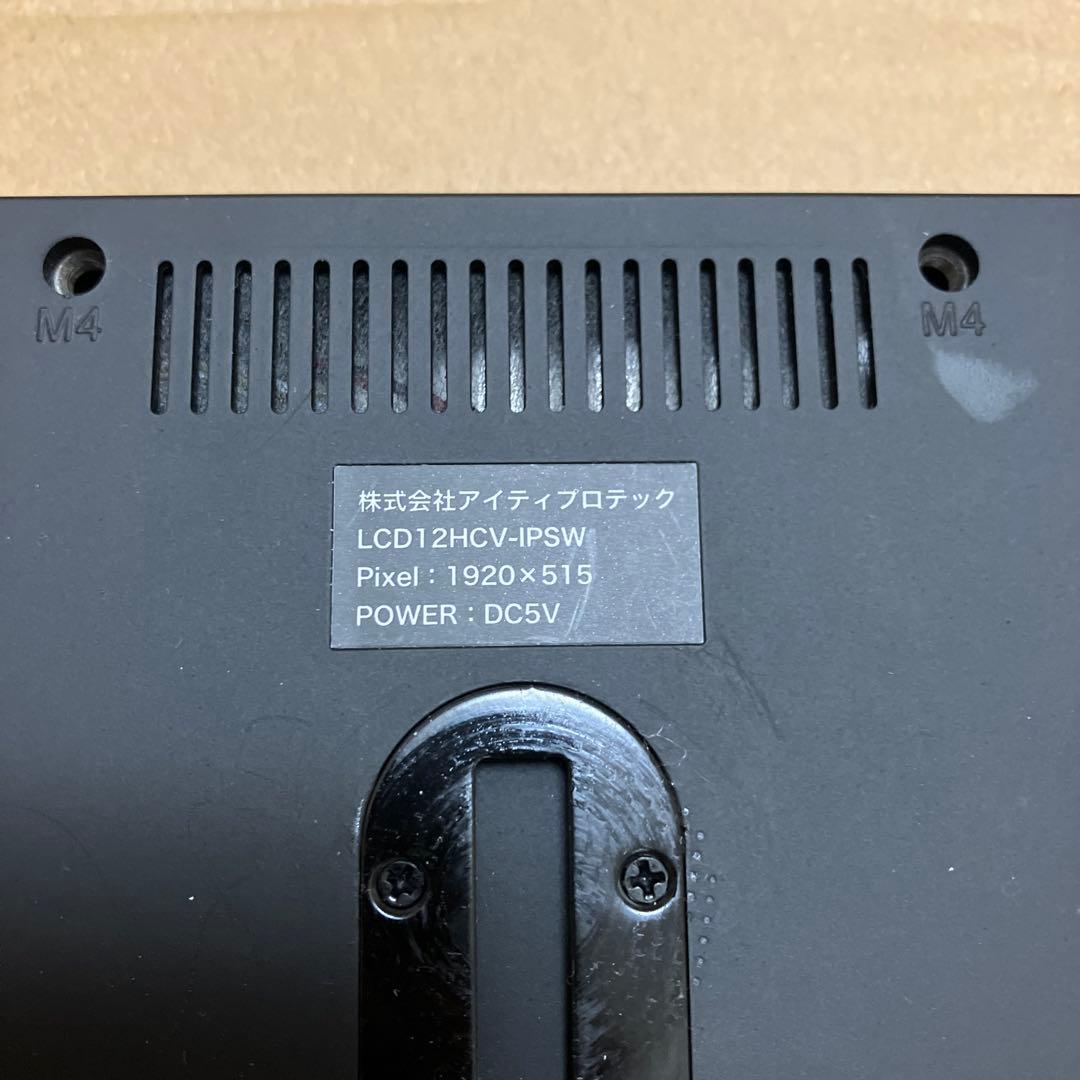 M4
M4
株式会社アイティプロテック
LCD12HCV-IPSW
Pixel：1920×515
POWER：DC5V